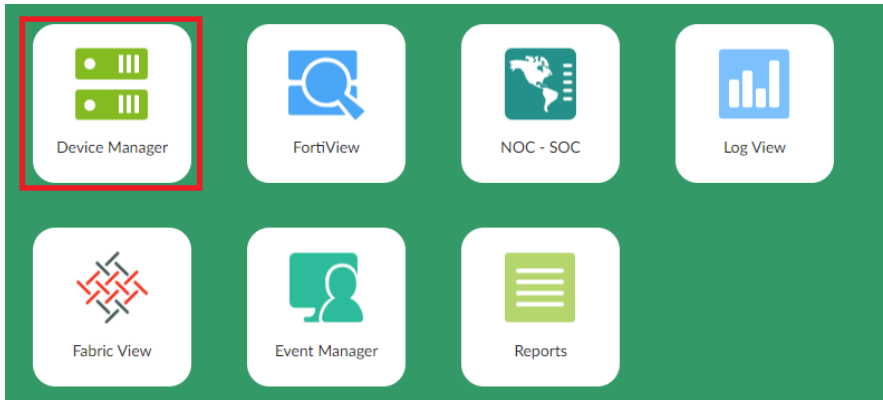 Device Manager
FortiView
NOC - SOC
Log View
Fabric View
Event Manager
Reports